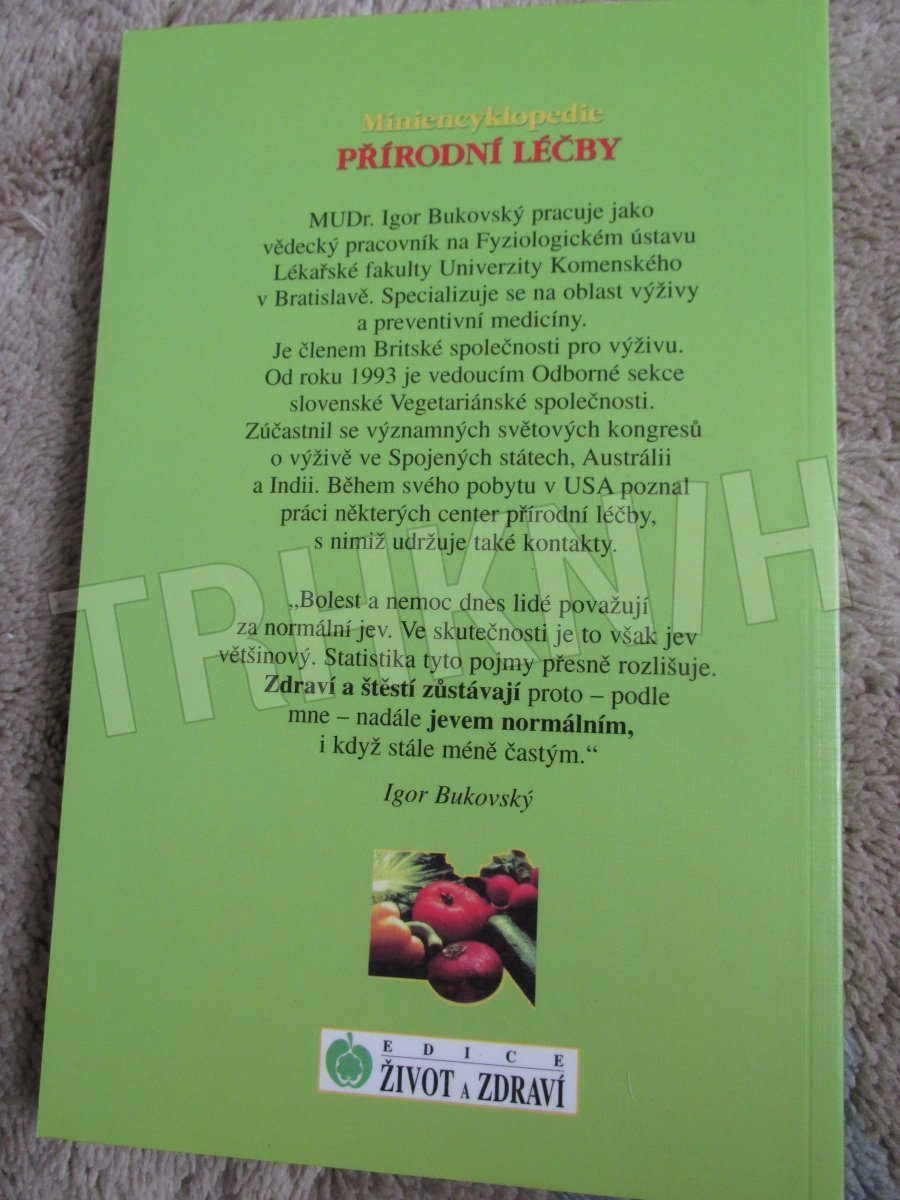 Miniencyklopedie
PŘÍRODNÍ LÉČBY
MUDr. Igor Bukovský pracuje jako
vědecký pracovník na Fyziologickém ústavu
Lékařské fakulty Univerzity Komenského
v Bratislavě. Specializuje se na oblast výživy
a preventivní medicíny.
Je členem Britské společnosti pro výživu.
Od roku 1993 je vedoucím Odborné sekce
slovenské Vegetariánské společnosti.
Zúčastnil se významných světových kongresů
o výživě ve Spojených státech, Austrálii
a Indii. Během svého pobytu v USA poznal
práci některých center přírodní léčby,
s nimiž udržuje také kontakty.
„Bolest a nemoc dnes lidé považují
za normální jev. Ve skutečnosti je to však jev
většinový. Statistika tyto pojmy přesně rozlišuje.
Zdraví a štěstí zůstávají proto – podle
mne – nadále jevem normálním,
i když stále méně častým.“
Igor Bukovský
EDICE
ŽIVOT A ZDRAVÍ
TRHKNIH